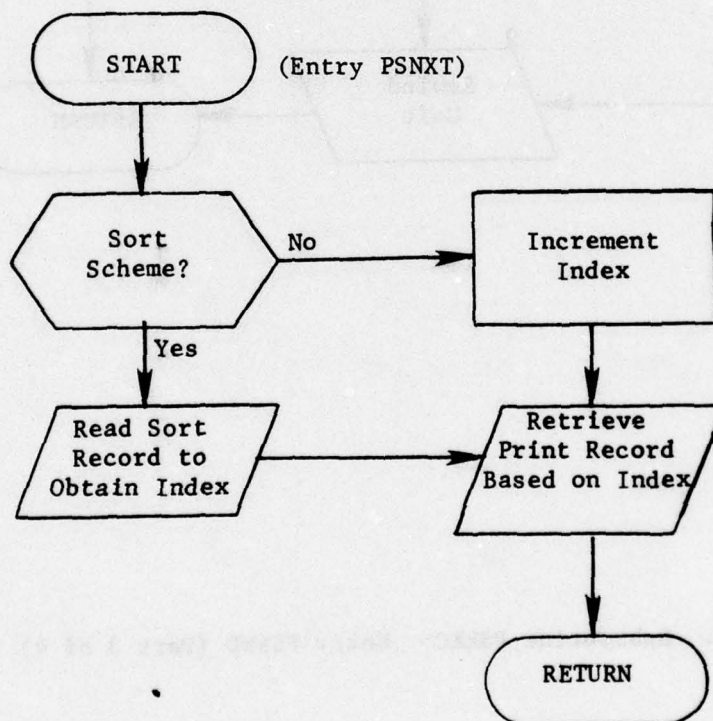 START (Entry PSNXT)
Sort
Scheme?
No
Increment
Index
Yes
Read Sort
Record to
Obtain Index
Retrieve
Print Record
Based on Index
RETURN